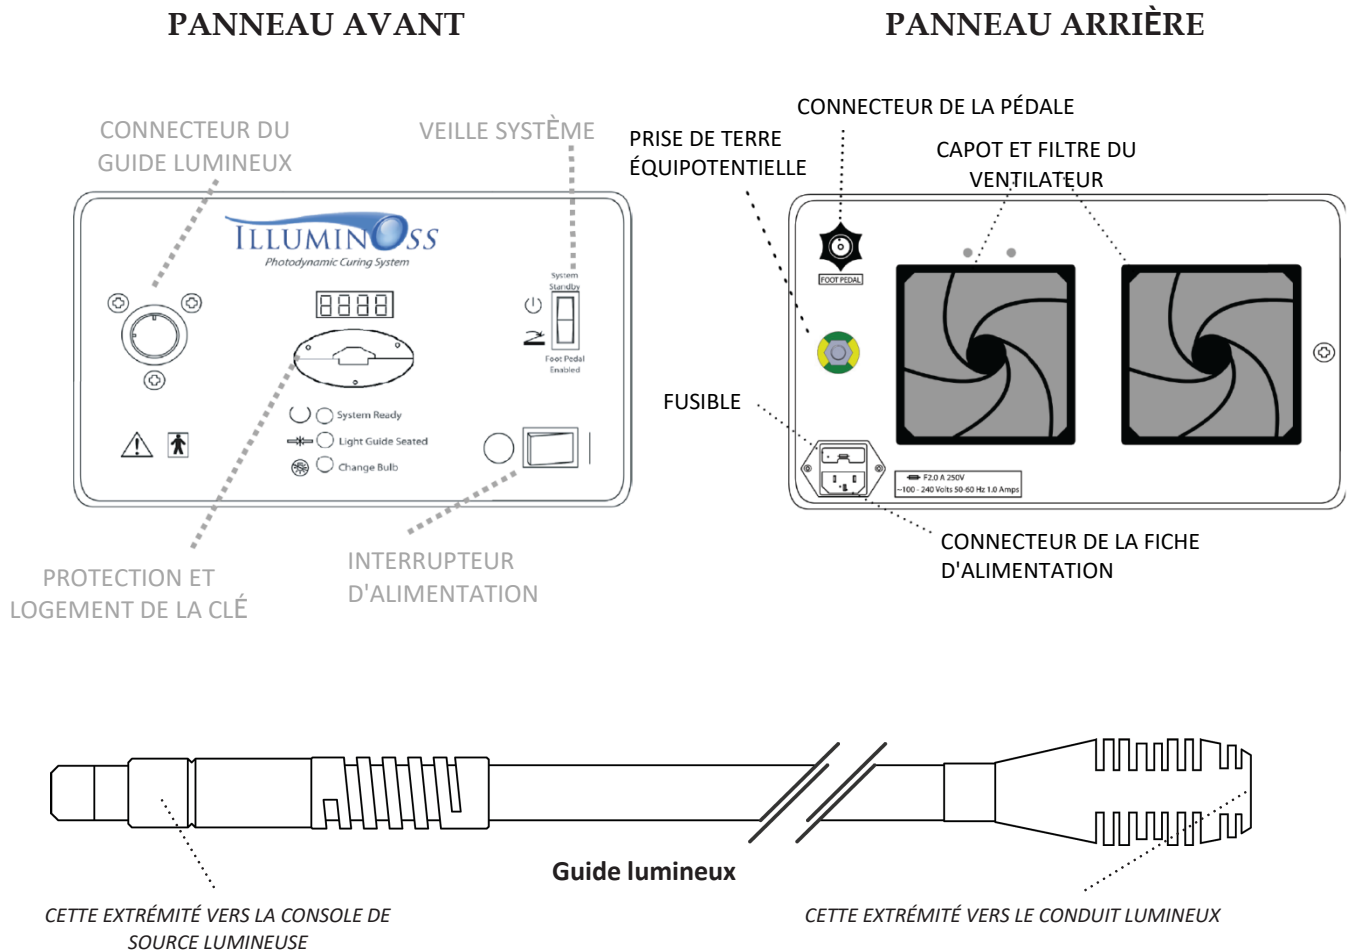 PANNEAU AVANT
PANNEAU ARRIÈRE
CONNECTEUR DU
GUIDE LUMINEUX
VEILLE SYSTÈME
CONNECTEUR DE LA PÉDALE
PRISE DE TERRE
ÉQUIPOTENTIELLE
CAPOT ET FILTRE DU
VENTILATEUR
ILLUMINOSS
Photodynamic Curing System
System
Standby
8888
Foot Pedal
Enabled
System Ready
Light Guide Seated
Change Bulb
FOOT PEDAL
FUSIBLE
F2.0 A 250V
~100 - 240 Volts 50-60 Hz 1.0 Amps
PROTECTION ET
LOGEMENT DE LA CLÉ
INTERRUPTEUR
D'ALIMENTATION
CONNECTEUR DE LA FICHE
D'ALIMENTATION
Guide lumineux
CETTE EXTRÉMITÉ VERS LA CONSOLE DE
SOURCE LUMINEUSE
CETTE EXTRÉMITÉ VERS LE CONDUIT LUMINEUX